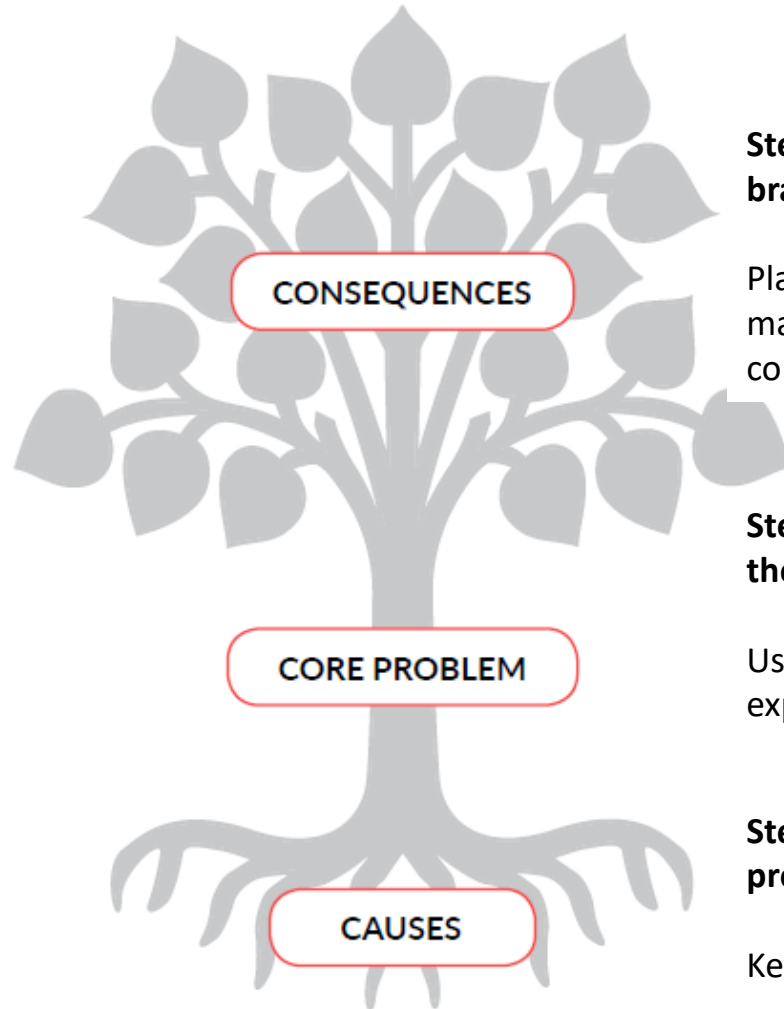 Ste
bra
CONSEQUENCES
Pla
ma
co
Ste
the
CORE PROBLEM
Us
exp
Ste
pro
CAUSES
Ke